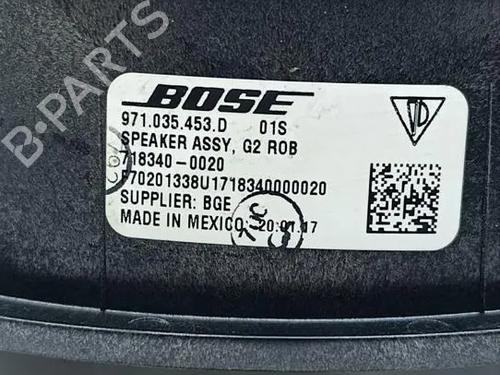 BOSE
971.035.453.D 01S
SPEAKER ASSY, G2 ROB
718340-0020
SUPPLIER: BGE
MADE IN MEXICO 20.01.17
B-PARTS